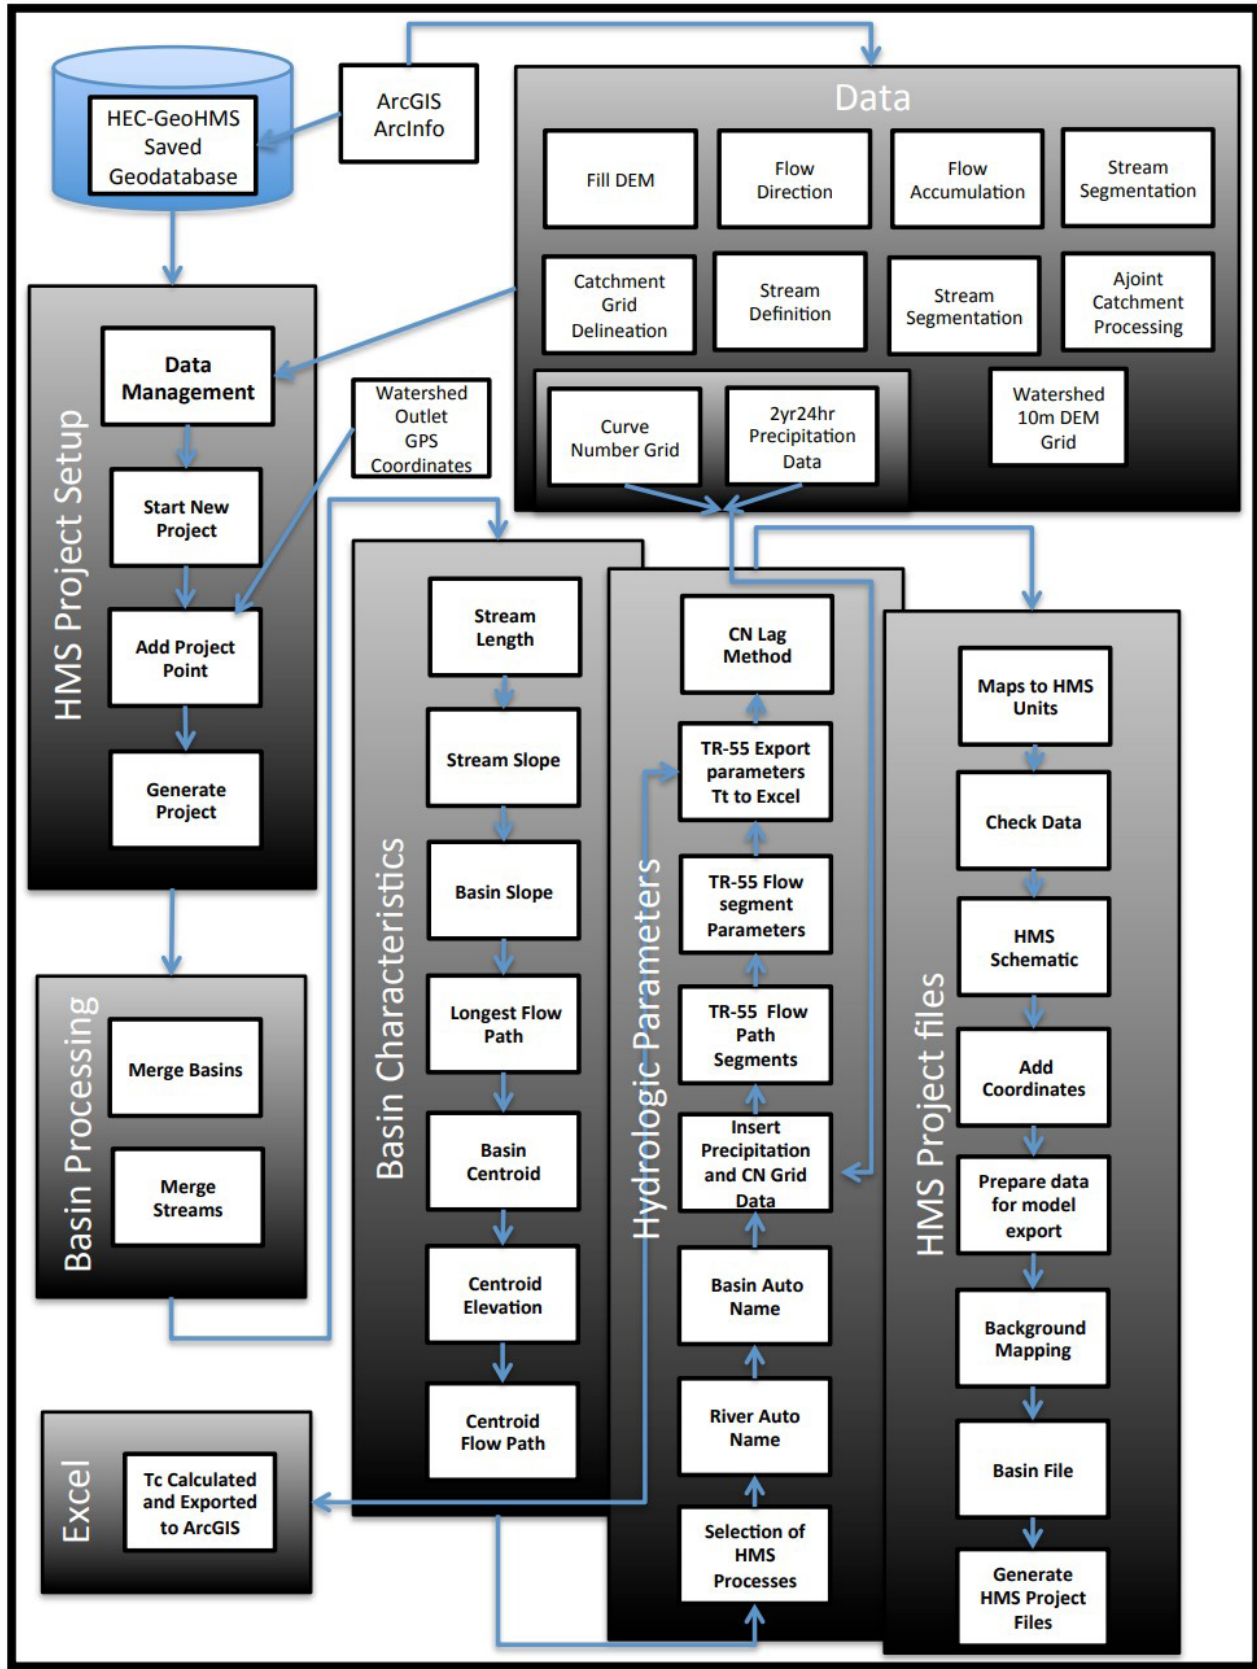 HEC-GeoHMS
Saved
Geodatabase
ArcGIS
ArcInfo
Data
Fill DEM
Flow
Direction
Flow
Accumulation
Stream
Segmentation
Catchment
Grid
Delineation
Stream
Definition
Stream
Segmentation
Ajoint
Catchment
Processing
Curve
Number Grid
2yr24hr
Precipitation
Data
Watershed
10m DEM
Grid
HMS Project Setup
Data
Management
Start New
Project
Add Project
Point
Generate
Project
Watershed
Outlet
GPS
Coordinates
Basin Processing
Merge Basins
Merge
Streams
Excel
Tc Calculated
and Exported
to ArcGIS
Basin Characteristics
Stream
Length
Stream Slope
Basin Slope
Longest Flow
Path
Basin
Centroid
Centroid
Elevation
Centroid
Flow Path
Hydrologic Parameters
CN Lag
Method
TR-55 Export
parameters
Tt to Excel
TR-55 Flow
segment
Parameters
TR-55 Flow
Path
Segments
Insert
Precipitation
and CN Grid
Data
Basin Auto
Name
River Auto
Name
Selection of
HMS
Processes
HMS Project files
Maps to HMS
Units
Check Data
HMS
Schematic
Add
Coordinates
Prepare data
for model
export
Background
Mapping
Basin File
Generate
HMS Project
Files